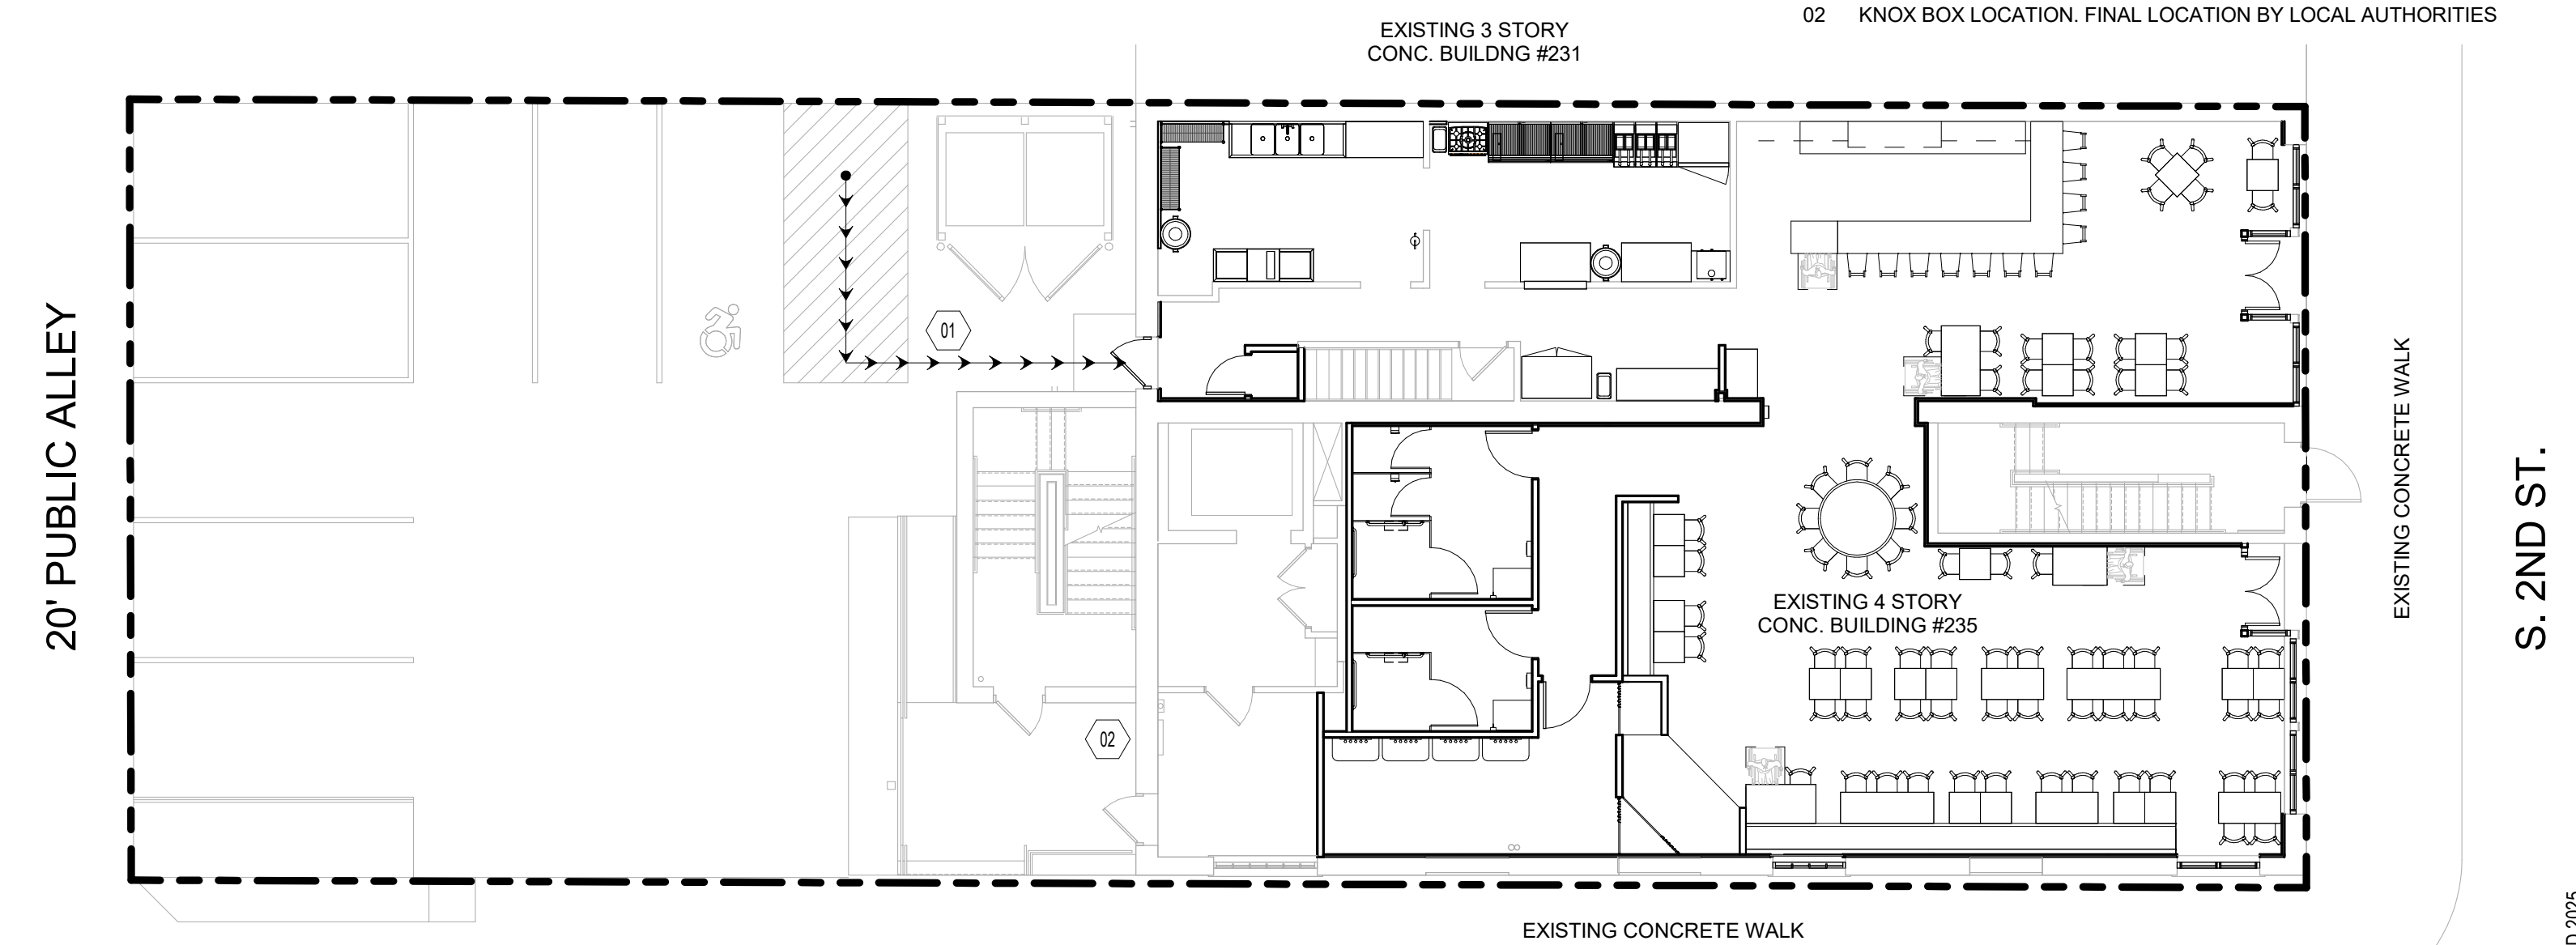 02 KNOX BOX LOCATION. FINAL LOCATION BY LOCAL AUTHORITIES
EXISTING 3 STORY
CONC. BUILDNG #231
01
20' PUBLIC ALLEY
EXISTING CONCRETE WALK
S. 2ND ST.
EXISTING 4 STORY
CONC. BUILDING #235
02
EXISTING CONCRETE WALK
D 2025